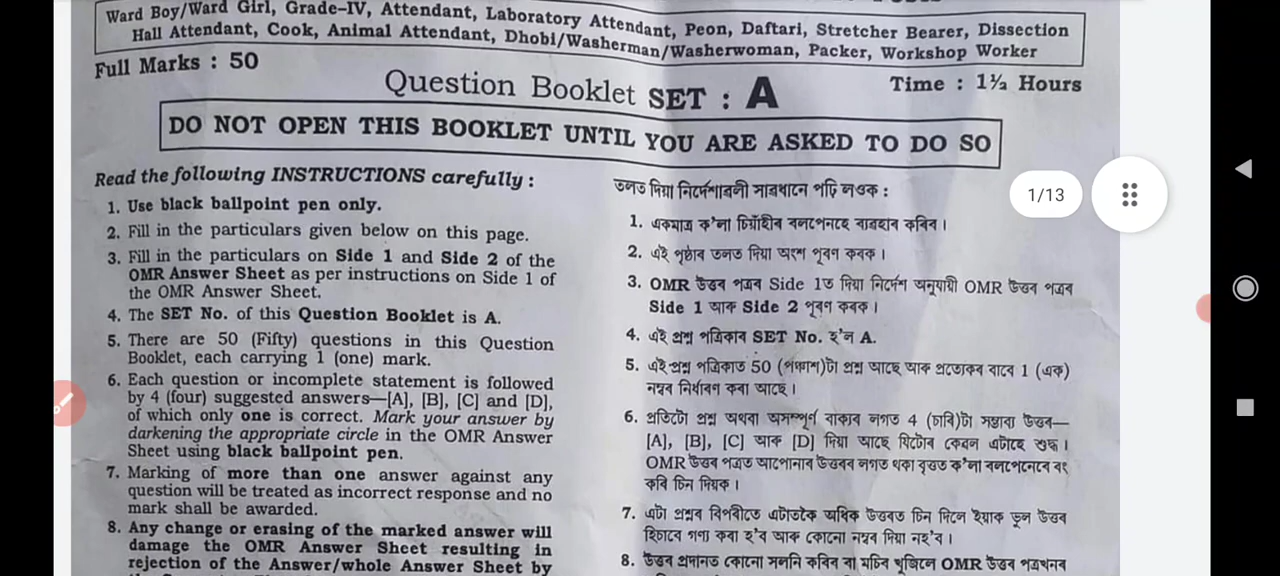 Ward Boy/Ward Girl, Grade–IV, Attendant, Laboratory Attendant, Peon, Daftari, Stretcher Bearer, Dissection
Hall Attendant, Cook, Animal Attendant, Dhobi/Washerman/Washerwoman, Packer, Workshop Worker
Full Marks : 50
Time : 1½ Hours
Question Booklet SET : A
DO NOT OPEN THIS BOOKLET UNTIL YOU ARE ASKED TO DO SO
Read the following INSTRUCTIONS carefully :
1. Use black ballpoint pen only.
2. Fill in the particulars given below on this page.
3. Fill in the particulars on Side 1 and Side 2 of the
OMR Answer Sheet as per instructions on Side 1 of
the OMR Answer Sheet.
4. The SET No. of this Question Booklet is A.
5. There are 50 (Fifty) questions in this Question
Booklet, each carrying 1 (one) mark.
6. Each question or incomplete statement is followed
by 4 (four) suggested answers—[A], [B], [C] and [D],
of which only one is correct. Mark your answer by
darkening the appropriate circle in the OMR Answer
Sheet using black ballpoint pen.
7. Marking of more than one answer against any
question will be treated as incorrect response and no
mark shall be awarded.
8. Any change or erasing of the marked answer will
damage the OMR Answer Sheet resulting in
rejection of the Answer/whole Answer Sheet by
তলত দিয়া নিৰ্দেশাৱলী সাৱধানে পঢ়ি লওক :
1. একমাত্ৰ ক'লা চিয়াঁহীৰ বলপেনহে ব্যৱহাৰ কৰিব।
2. এই পৃষ্ঠাৰ তলত দিয়া অংশ পূৰণ কৰক।
3. OMR উত্তৰ পত্ৰৰ Side 1ত দিয়া নিৰ্দেশ অনুযায়ী OMR উত্তৰ পত্ৰৰ
Side 1 আৰু Side 2 পূৰণ কৰক।
4. এই প্ৰশ্ন পত্ৰিকাৰ SET No. হ'ল A.
5. এই প্ৰশ্ন পত্ৰিকাত 50 (পঞ্চাশ)টা প্ৰশ্ন আছে আৰু প্ৰত্যেকৰ বাবে 1 (এক)
নম্বৰ নিৰ্ধাৰণ কৰা আছে।
6. প্ৰতিটো প্ৰশ্ন অথবা অসম্পূৰ্ণ বাক্যৰ লগত 4 (চাৰি)টা সম্ভাব্য উত্তৰ—
[A], [B], [C] আৰু [D] দিয়া আছে যিটোৰ কেৱল এটাহে শুদ্ধ।
OMR উত্তৰ পত্ৰত আপোনাৰ উত্তৰৰ লগত থকা বৃত্তত ক'লা বলপেনেৰে ৰং
কৰি চিন দিয়ক।
7. এটা প্ৰশ্নৰ বিপৰীতে এটাতকৈ অধিক উত্তৰত চিন দিলে ইয়াক ভুল উত্তৰ
হিচাবে গণ্য কৰা হ'ব আৰু কোনো নম্বৰ দিয়া নহ'ব।
8. উত্তৰ প্ৰদানত কোনো সলনি কৰিব বা মচিব খুজিলে OMR উত্তৰ পত্ৰখনৰ
1/13